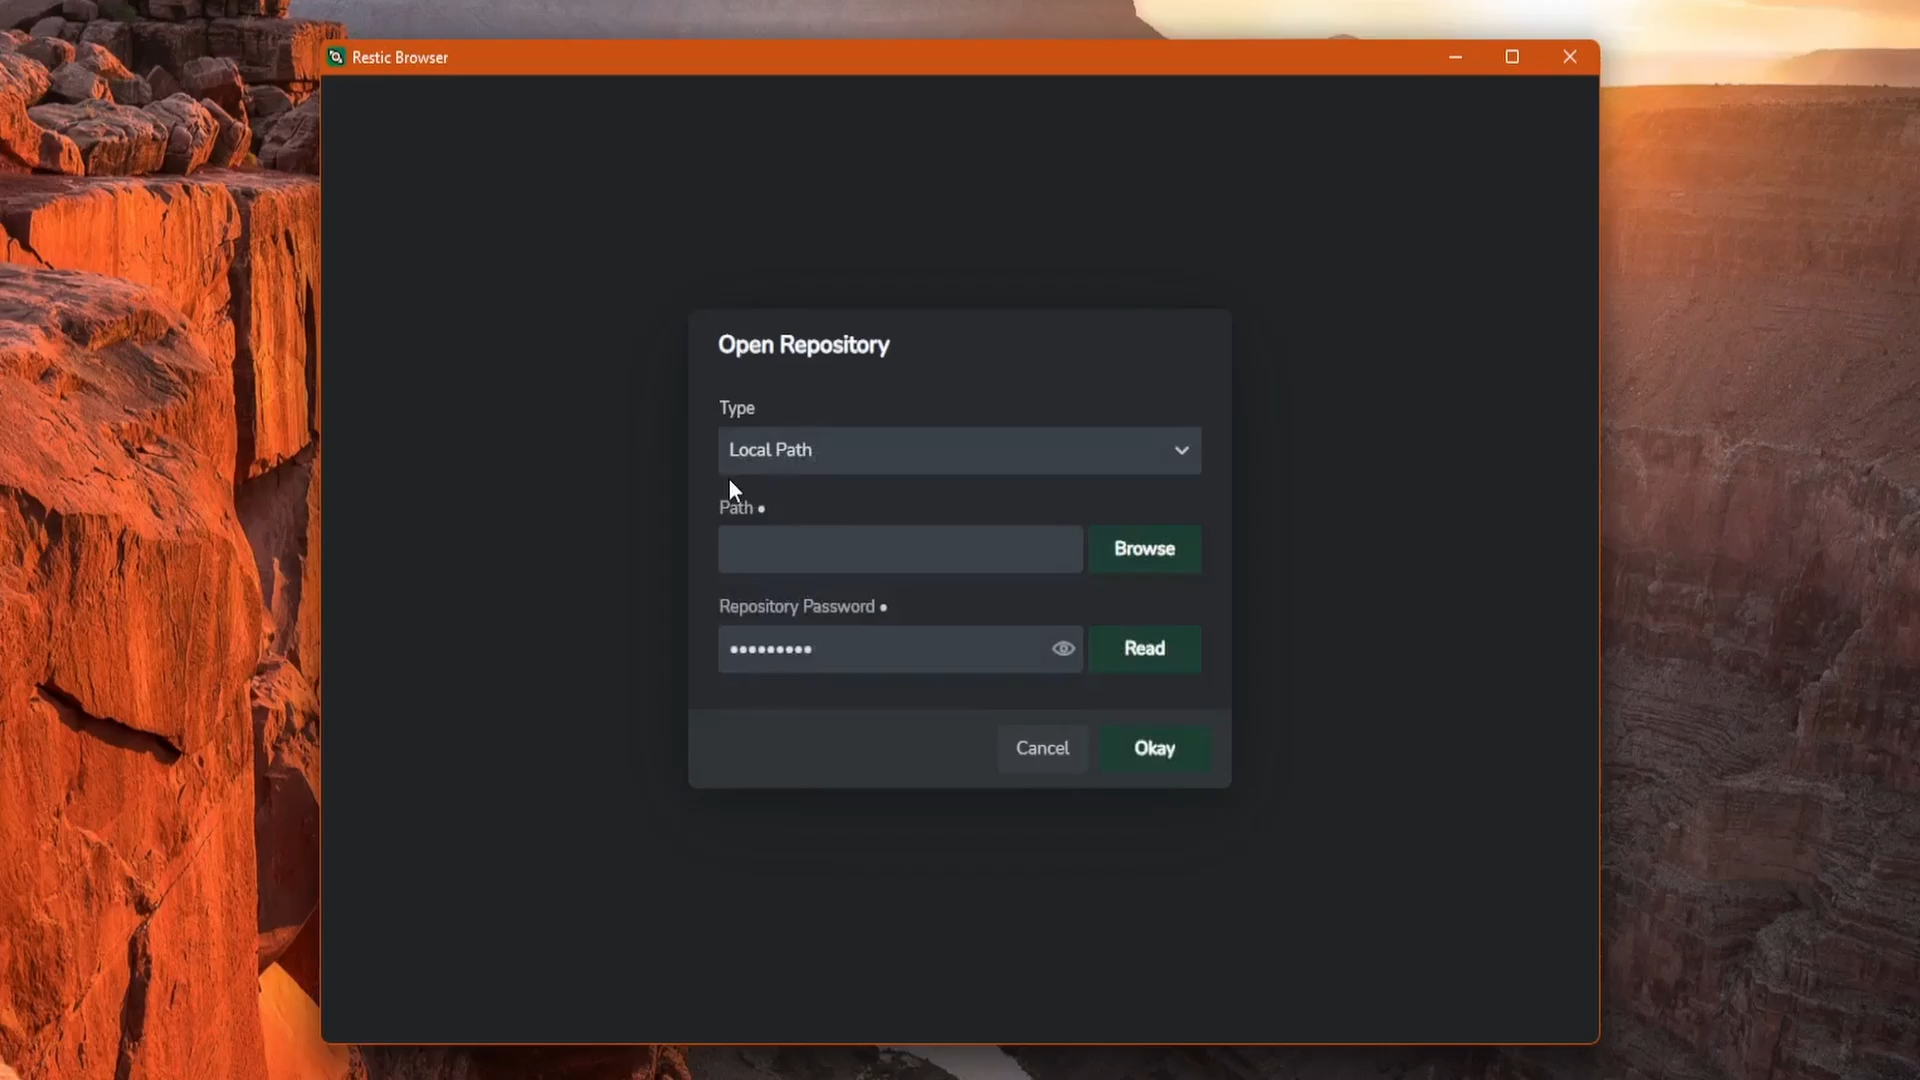 Restic Browser
Open Repository
Type
Local Path
Path •
Browse
Repository Password •
•••••••••
Read
Cancel
Okay